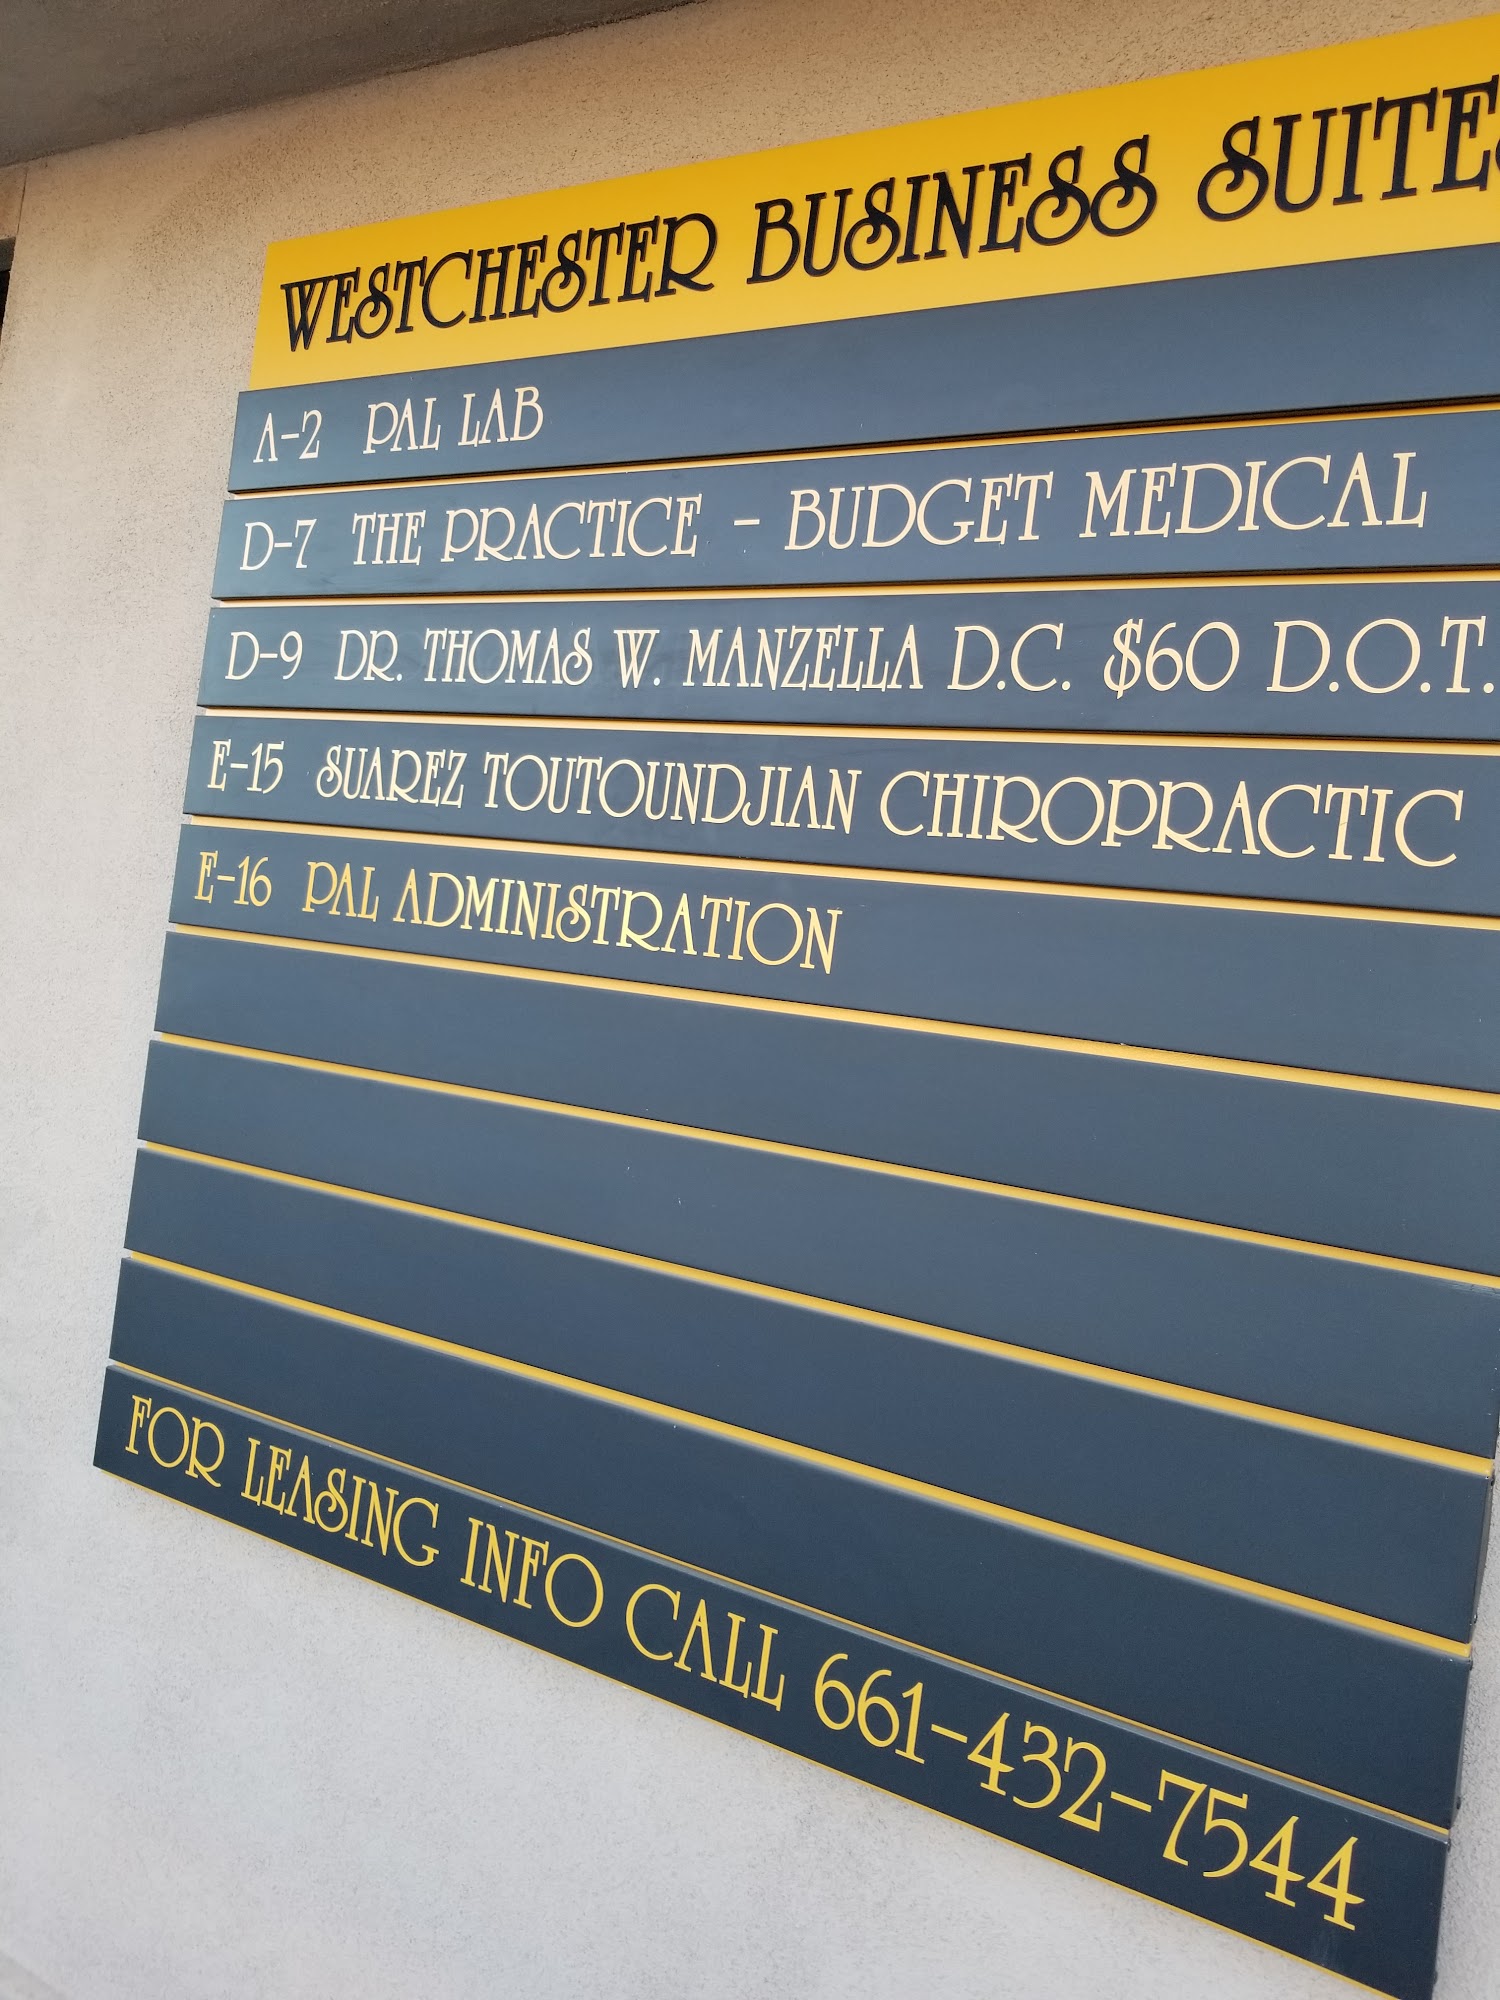 WESTCHESTER BUSINESS SUITES
A-2 PAL LAB
D-7 THE PRACTICE - BUDGET MEDICAL
D-9 DR. THOMAS W. MANZELLA D.C. $60 D.O.T.
E-15 SUAREZ TOUTOUNDJIAN CHIROPRACTIC
E-16 PAL ADMINISTRATION
FOR LEASING INFO CALL 661-432-7544